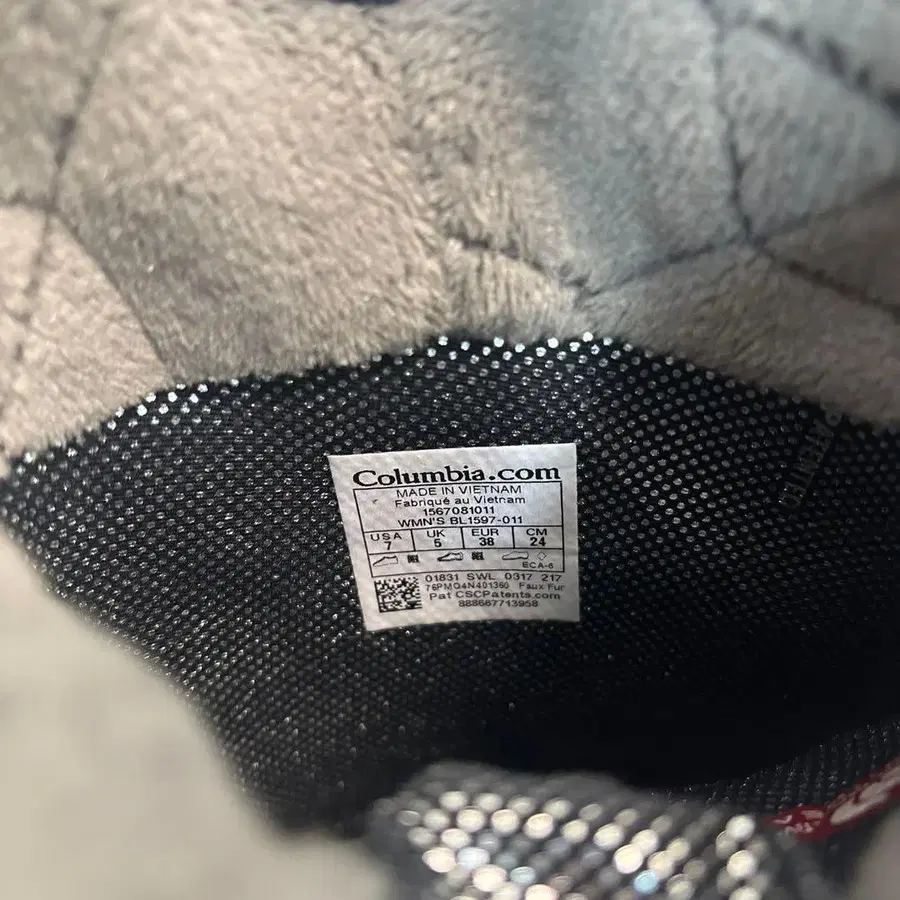 Columbia.com
MADE IN VIETNAM
Fabriqué au Vietnam
1567081011
WMN'S BL1597-011
USA UK EUR CM
7 5 38 24
ECA-6
01831 SWL 0317 217
76PMQ4N401360 Faux Fur
Pat CSCPatents.com
888667713958